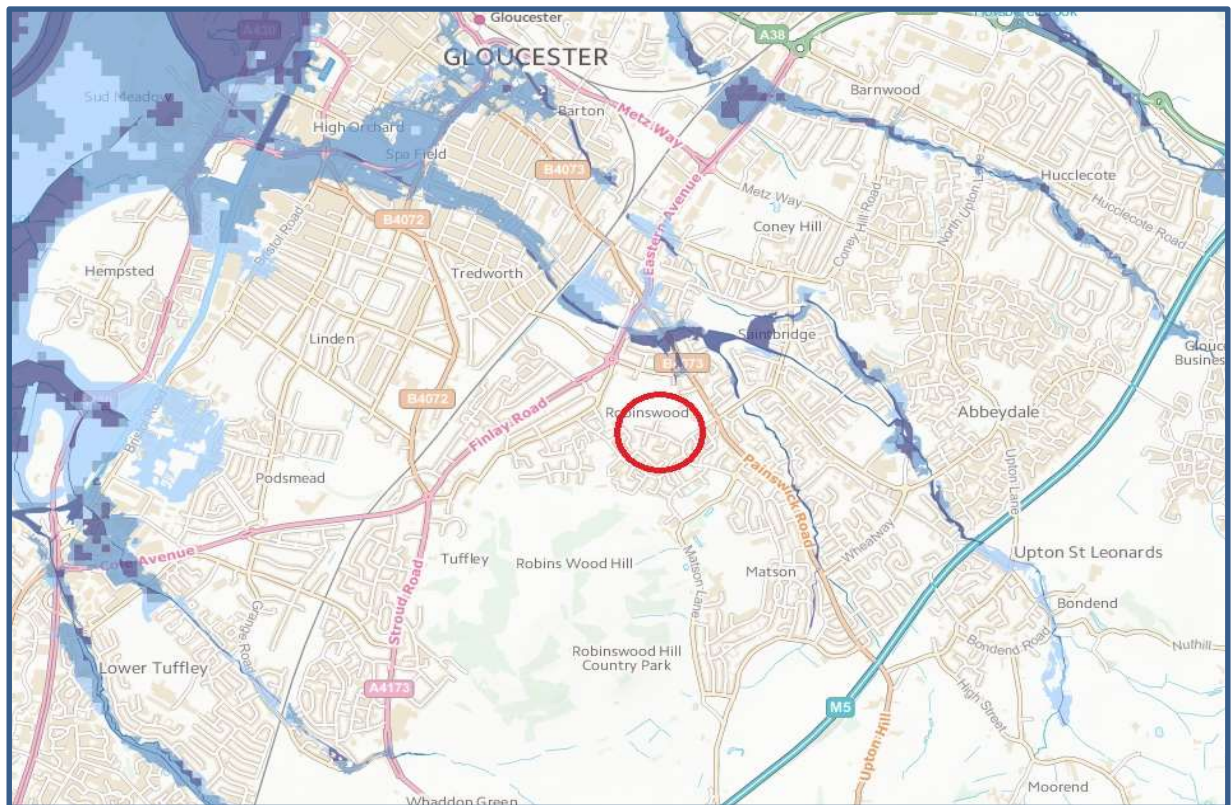 Gloucester
A38
A430
GLOUCESTER
Sud Meadow
Barnwood
Barton
Metz Way
High Orchard
Spa Field
B4073
Hucclecote
Eastern Avenue
Metz Way
North Upton Lane
Hucclecote Road
B4072
Coney Hill
Coney Hill Road
Bristol Road
Hempsted
Tredworth
Linden
Saintbridge
B4073
B4072
Robinswood
Abbeydale
Finlay Road
Podsmead
Painswick Road
Upton Lane
Wheatway
Cole Avenue
Tuffley
Robins Wood Hill
Matson Lane
Matson
Upton St Leonards
Stroud Road
Grange Road
Bondend
Bondend Road
Nuthill
Robinswood Hill
Country Park
Lower Tuffley
A4173
High Street
M5
Upton Hill
Moorend
Whaddon Green